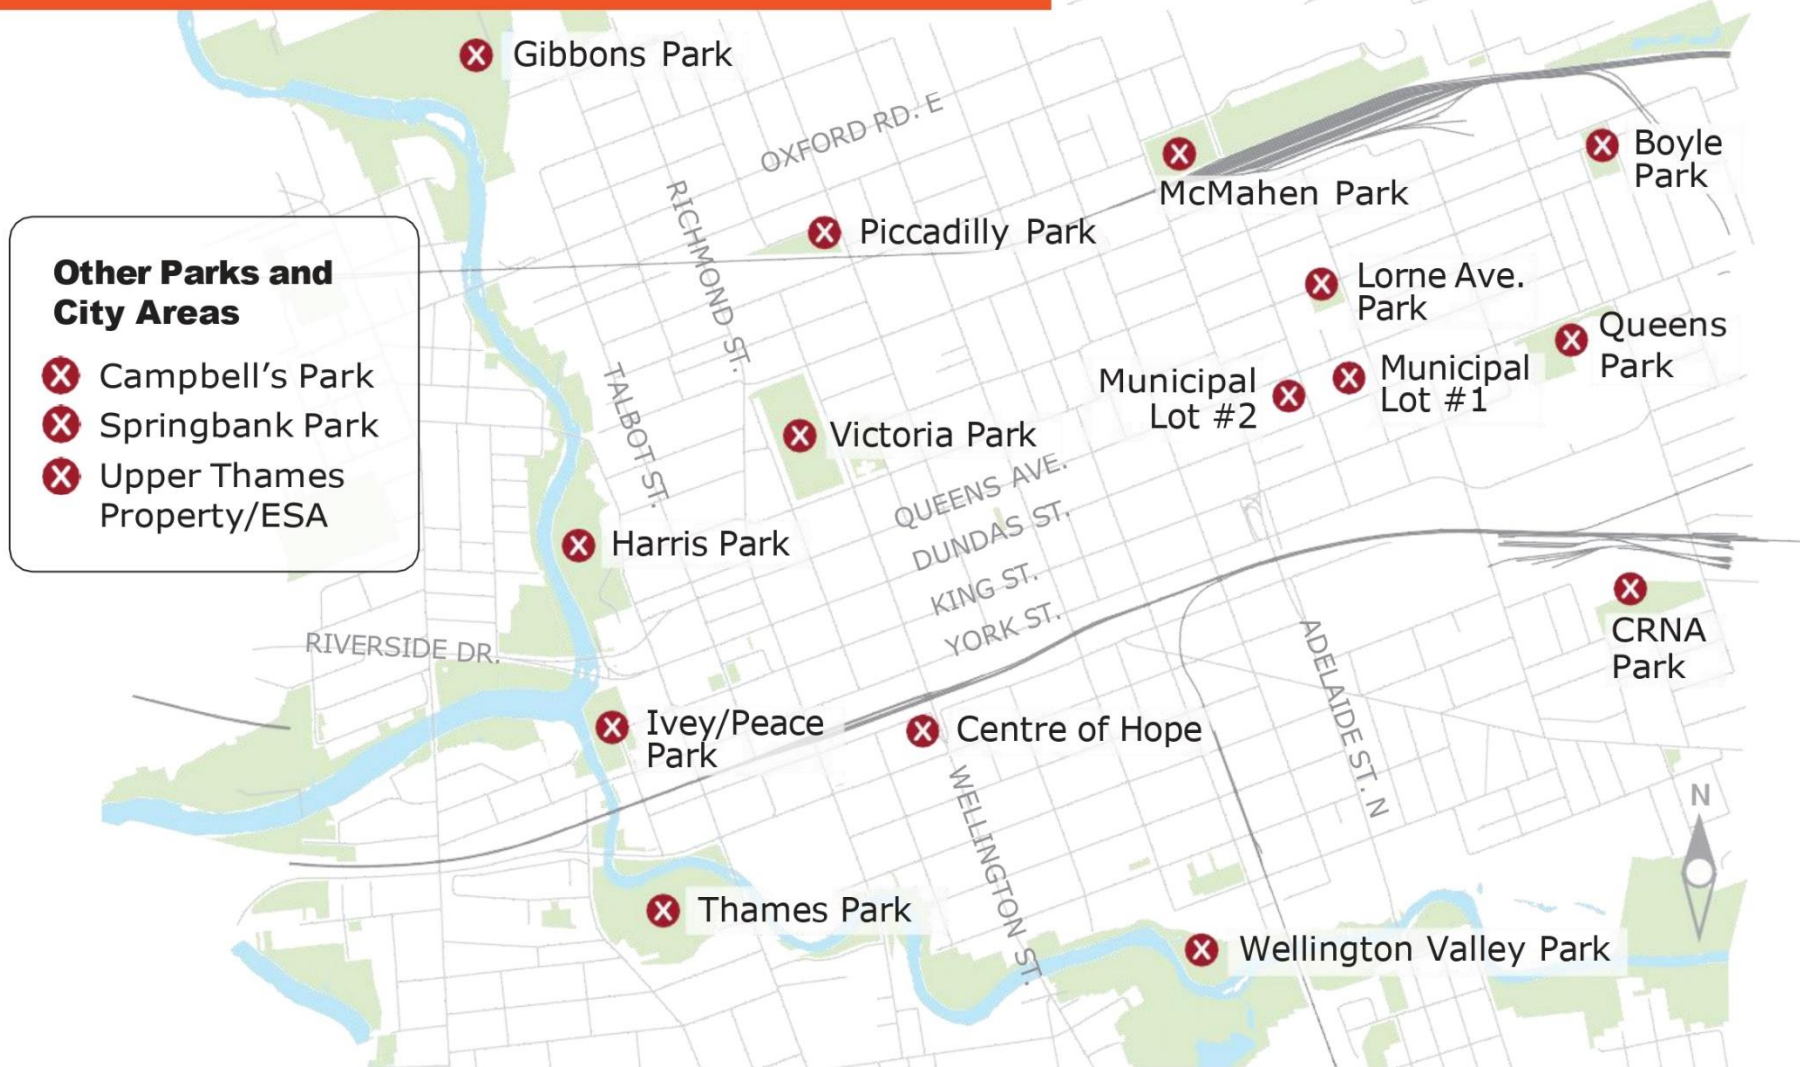 Gibbons Park
OXFORD RD. E
McMahen Park
Boyle
Park
RICHMOND ST.
Piccadilly Park
Other Parks and
City Areas
Campbell's Park
Springbank Park
Upper Thames
Property/ESA
Lorne Ave.
Park
Queens
Park
Municipal
Lot #2
Municipal
Lot #1
TALBOT ST.
Victoria Park
QUEENS AVE.
DUNDAS ST.
KING ST.
YORK ST.
Harris Park
RIVERSIDE DR.
CRNA
Park
ADELAIDE ST. N
Ivey/Peace
Park
Centre of Hope
WELLINGTON ST.
N
Thames Park
Wellington Valley Park